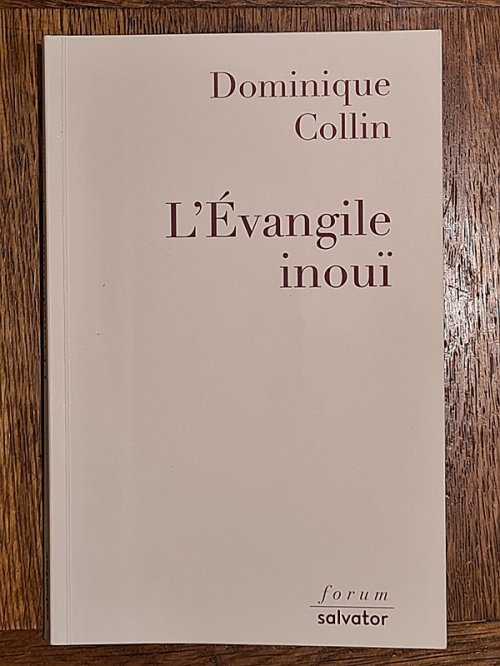 Dominique
Collin
L'Évangile
inouï
forum
salvator